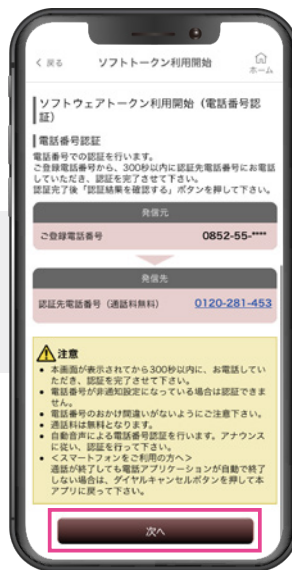 戻る ソフトトークン利用開始 ホーム
ソフトウェアトークン利用開始（電話番号認
証）
電話番号認証
電話番号での認証を行います。
ご登録電話番号から、300秒以内に認証先電話番号にお電話
していただき、認証を完了させて下さい。
認証完了後「認証結果を確認する」ボタンを押して下さい。
発信元
ご登録電話番号 0852-55-****
発信先
認証先電話番号（通話料無料） 0120-281-453
注意
• 本画面が表示されてから300秒以内に、お電話してい
ただき、認証を完了させて下さい。
• 電話番号が非通知設定になっている場合は認証できま
せん。
• 電話番号のおかけ間違いがないようにご注意下さい。
• 通話料は無料となります。
• 自動音声による電話番号認証を行います。アナウンス
に従い、認証を行って下さい。
• <スマートフォンをご利用の方へ>
通話が終了しても電話アプリケーションが自動で終了
しない場合は、ダイヤルキャンセルボタンを押して本
アプリに戻って下さい。
次へ